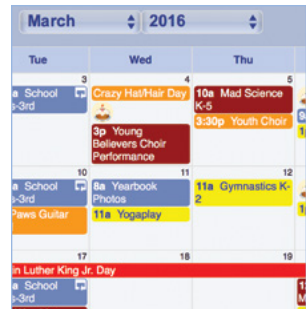 March 2016
Tue Wed Thu
3 4 5
a School
s-3rd
Crazy Hat/Hair Day
3p Young
Believers Choir
Performance
10a Mad Science
K-5
3:30p Youth Choir
10 11 12
a School
s-3rd
Paws Guitar
8a Yearbook
Photos
11a Yogaplay
11a Gymnastics K-
2
17 18 19
in Luther King Jr. Day
a School
s-3rd